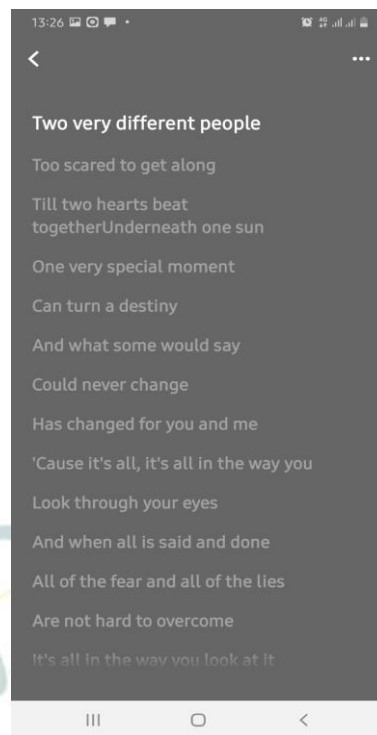 13:26
Two very different people
Too scared to get along
Till two hearts beat
togetherUnderneath one sun
One very special moment
Can turn a destiny
And what some would say
Could never change
Has changed for you and me
'Cause it's all, it's all in the way you
Look through your eyes
And when all is said and done
All of the fear and all of the lies
Are not hard to overcome
It's all in the way you look at it